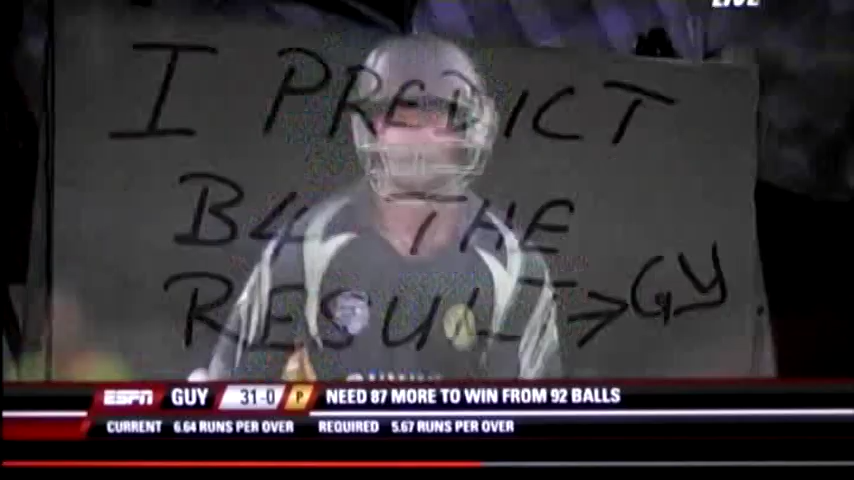 LIVE
I PREDICT
B4 THE
RESULT → GY
ESPN GUY 31-0 P NEED 87 MORE TO WIN FROM 92 BALLS
CURRENT 6.64 RUNS PER OVER REQUIRED 5.67 RUNS PER OVER